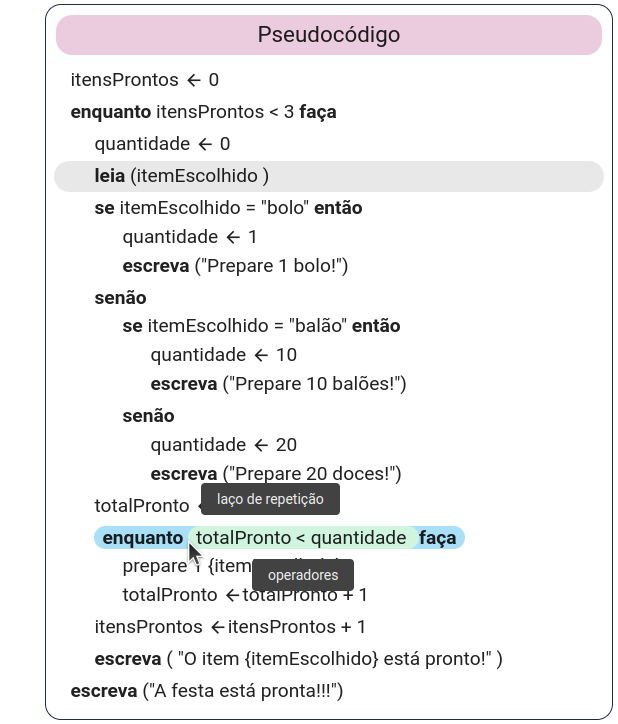 Pseudocódigo
itensProntos ← 0
enquanto itensProntos < 3 faça
quantidade ← 0
leia (itemEscolhido )
se itemEscolhido = "bolo" então
quantidade ← 1
escreva ("Prepare 1 bolo!")
senão
se itemEscolhido = "balão" então
quantidade ← 10
escreva ("Prepare 10 balões!")
senão
quantidade ← 20
escreva ("Prepare 20 doces!")
laço de repetição
totalPronto
enquanto totalPronto < quantidade faça
prepare 1
operadores
totalPronto ← totalPronto + 1
itensProntos ← itensProntos + 1
escreva ( "O item {itemEscolhido} está pronto!" )
escreva ("A festa está pronta!!!")